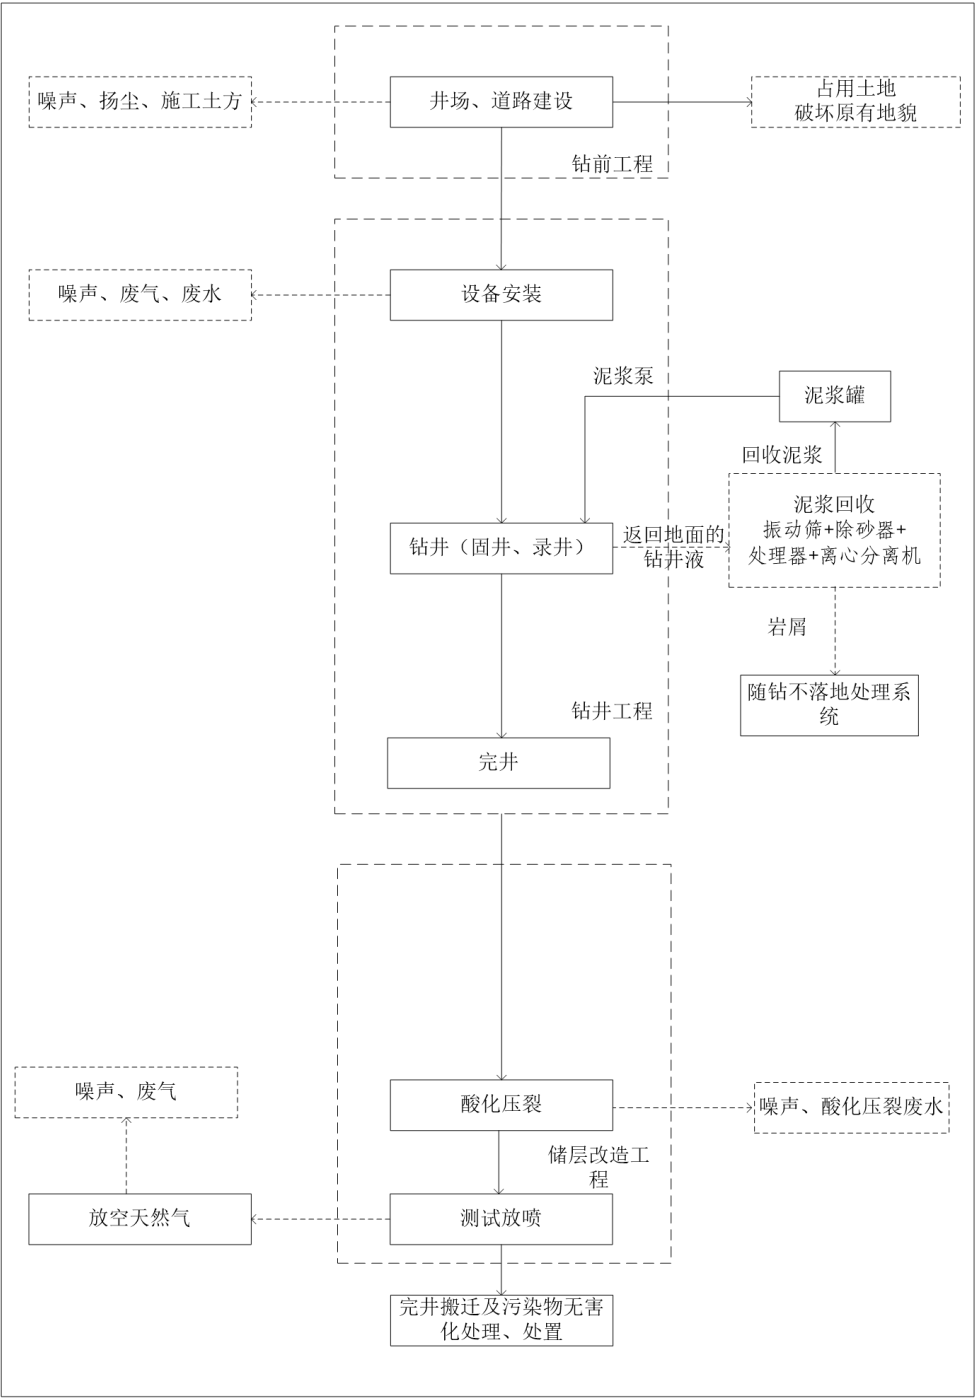 噪声、扬尘、施工土方
井场、道路建设
占用土地
破坏原有地貌
钻前工程
噪声、废气、废水
设备安装
泥浆泵
泥浆罐
回收泥浆
泥浆回收
振动筛+除砂器+
处理器+离心分离机
钻井（固井、录井）
返回地面的
钻井液
岩屑
随钻不落地处理系
统
钻井工程
完井
噪声、废气
酸化压裂
噪声、酸化压裂废水
储层改造工
程
放空天然气
测试放喷
完井搬迁及污染物无害
化处理、处置